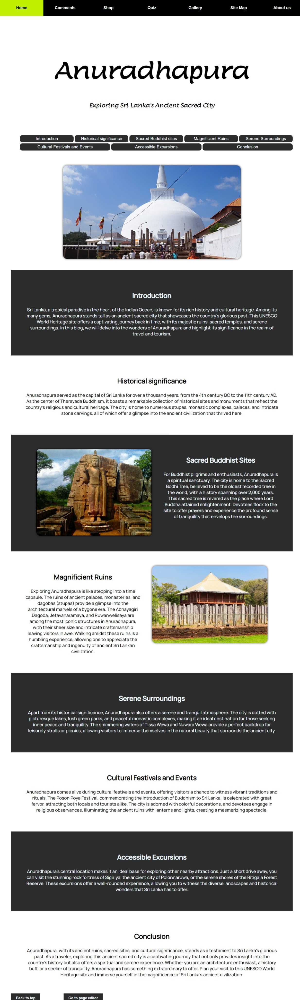 Home Comments Shop Quiz Gallery Site Map About us
Anuradhapura
Exploring Sri Lanka's Ancient Sacred City
Introduction Historical significance Sacred Buddhist sites Magnificient Ruins Serene Surroundings
Cultural Festivals and Events Accessible Excursions Conclusion
Introduction
Sri Lanka, a tropical paradise in the heart of the Indian Ocean, is known for its rich history and cultural heritage. Among its
many gems, Anuradhapura stands tall as an ancient sacred city that showcases the country's glorious past. This UNESCO
World Heritage site offers a captivating journey back in time, with its majestic ruins, sacred temples, and serene
surroundings. In this blog, we will delve into the wonders of Anuradhapura and highlight its significance in the realm of
travel and tourism.
Historical significance
Anuradhapura served as the capital of Sri Lanka for over a thousand years, from the 4th century BC to the 11th century AD.
As the center of Theravada Buddhism, it boasts a remarkable collection of historical sites and monuments that reflect the
country's religious and cultural heritage. The city is home to numerous stupas, monastic complexes, palaces, and intricate
stone carvings, all of which offer a glimpse into the ancient civilization that thrived here.
Sacred Buddhist Sites
For Buddhist pilgrims and enthusiasts, Anuradhapura is
a spiritual sanctuary. The city is home to the Sacred
Bodhi Tree, believed to be the oldest recorded tree in
the world, with a history spanning over 2,000 years.
This sacred tree is revered as the place where Lord
Buddha attained enlightenment. Devotees flock to the
site to offer prayers and experience the profound sense
of tranquility that envelops the surroundings.
Magnificient Ruins
Exploring Anuradhapura is like stepping into a time
capsule. The ruins of ancient palaces, monasteries, and
dagobas (stupas) provide a glimpse into the
architectural marvels of a bygone era. The Abhayagiri
Dagoba, Jetavanaramaya, and Ruwanwelisaya are
among the most iconic structures in Anuradhapura,
with their sheer size and intricate craftsmanship
leaving visitors in awe. Walking amidst these ruins is a
humbling experience, allowing one to appreciate the
craftsmanship and ingenuity of ancient Sri Lankan
civilization.
Serene Surroundings
Apart from its historical significance, Anuradhapura also offers a serene and tranquil atmosphere. The city is dotted with
picturesque lakes, lush green parks, and peaceful monastic complexes, making it an ideal destination for those seeking
inner peace and tranquility. The shimmering waters of Tissa Wewa and Nuwara Wewa provide a perfect backdrop for
leisurely strolls or picnics, allowing visitors to immerse themselves in the natural beauty that surrounds the ancient city.
Cultural Festivals and Events
Anuradhapura comes alive during cultural festivals and events, offering visitors a chance to witness vibrant traditions and
rituals. The Poson Poya Festival, commemorating the introduction of Buddhism to Sri Lanka, is celebrated with great
fervor, attracting both locals and tourists alike. The city is adorned with colorful decorations, and devotees engage in
religious observances, illuminating the ancient ruins with lanterns and lights, creating a mesmerizing spectacle.
Accessible Excursions
Anuradhapura's central location makes it an ideal base for exploring other nearby attractions. Just a short drive away, you
can visit the stunning rock fortress of Sigiriya, the ancient city of Polonnaruwa, or the serene shores of the Ritigala Forest
Reserve. These excursions offer a well-rounded experience, allowing you to witness the diverse landscapes and historical
wonders that Sri Lanka has to offer.
Conclusion
Anuradhapura, with its ancient ruins, sacred sites, and cultural significance, stands as a testament to Sri Lanka's glorious
past. As a traveler, exploring this ancient sacred city is a captivating journey that not only provides insight into the
country's history but also offers a spiritual and serene experience. Whether you are an architecture enthusiast, a history
buff, or a seeker of tranquility, Anuradhapura has something extraordinary to offer. Plan your visit to this UNESCO World
Heritage site and immerse yourself in the magnificence of Sri Lanka's ancient civilization.
Back to top Go to page editor